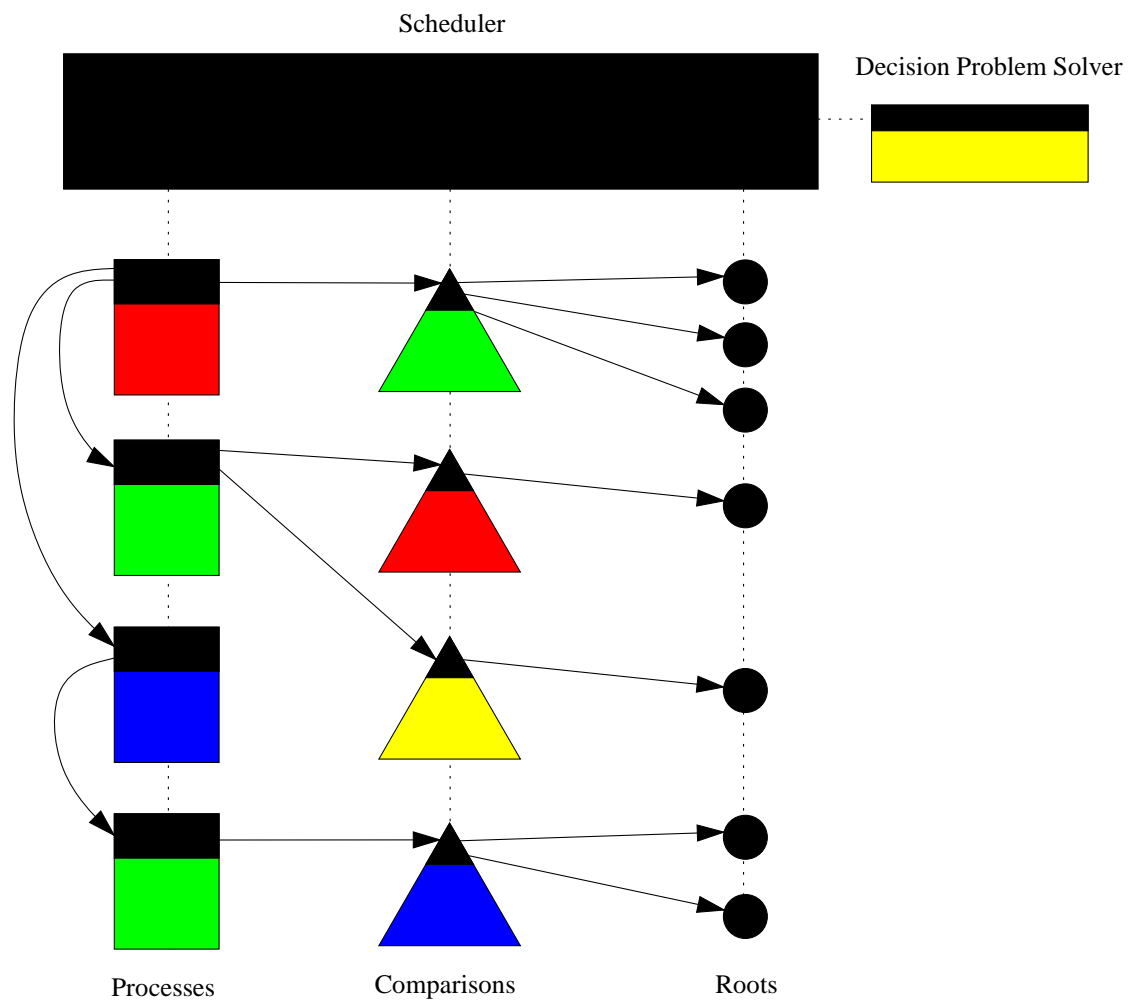 Scheduler
Decision Problem Solver
Processes
Comparisons
Roots